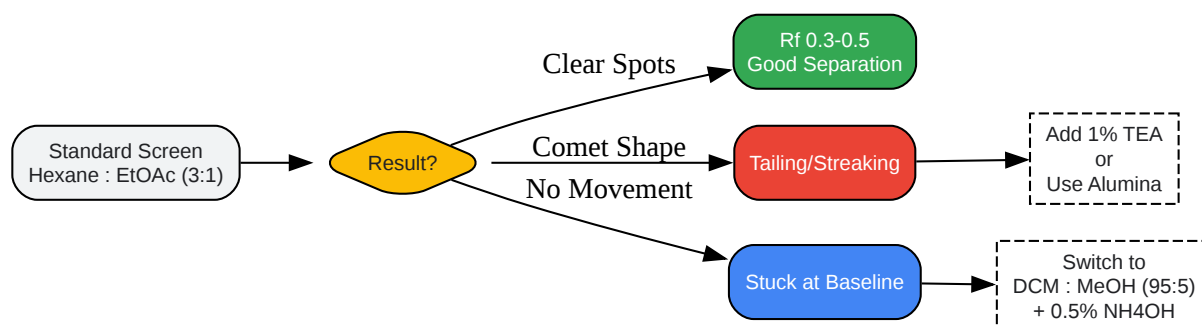 Standard Screen
Hexane : EtOAc (3:1)
Result?
Clear Spots
Rf 0.3-0.5
Good Separation
Comet Shape
Tailing/Streaking
Add 1% TEA
or
Use Alumina
No Movement
Stuck at Baseline
Switch to
DCM : MeOH (95:5)
+ 0.5% NH4OH